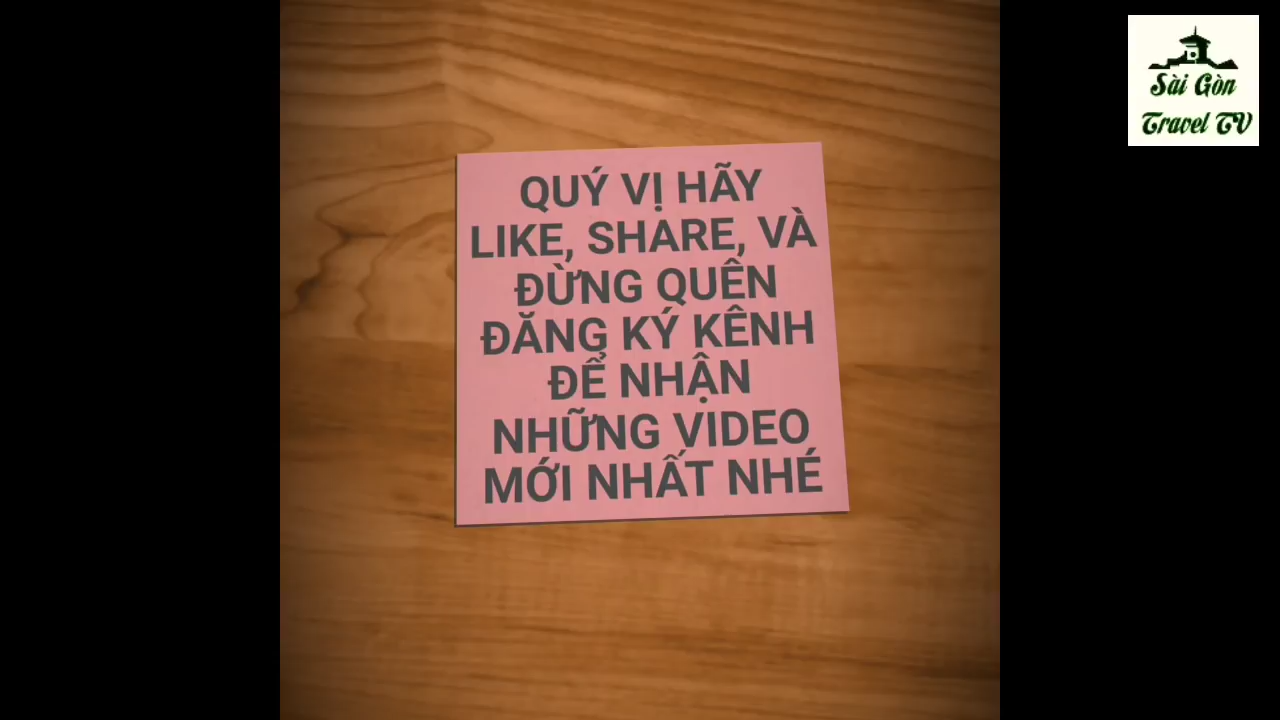 QUÝ VỊ HÃY
LIKE, SHARE, VÀ
ĐỪNG QUÊN
ĐĂNG KÝ KÊNH
ĐỂ NHẬN
NHỮNG VIDEO
MỚI NHẤT NHÉ
Sài Gòn
Travel TV